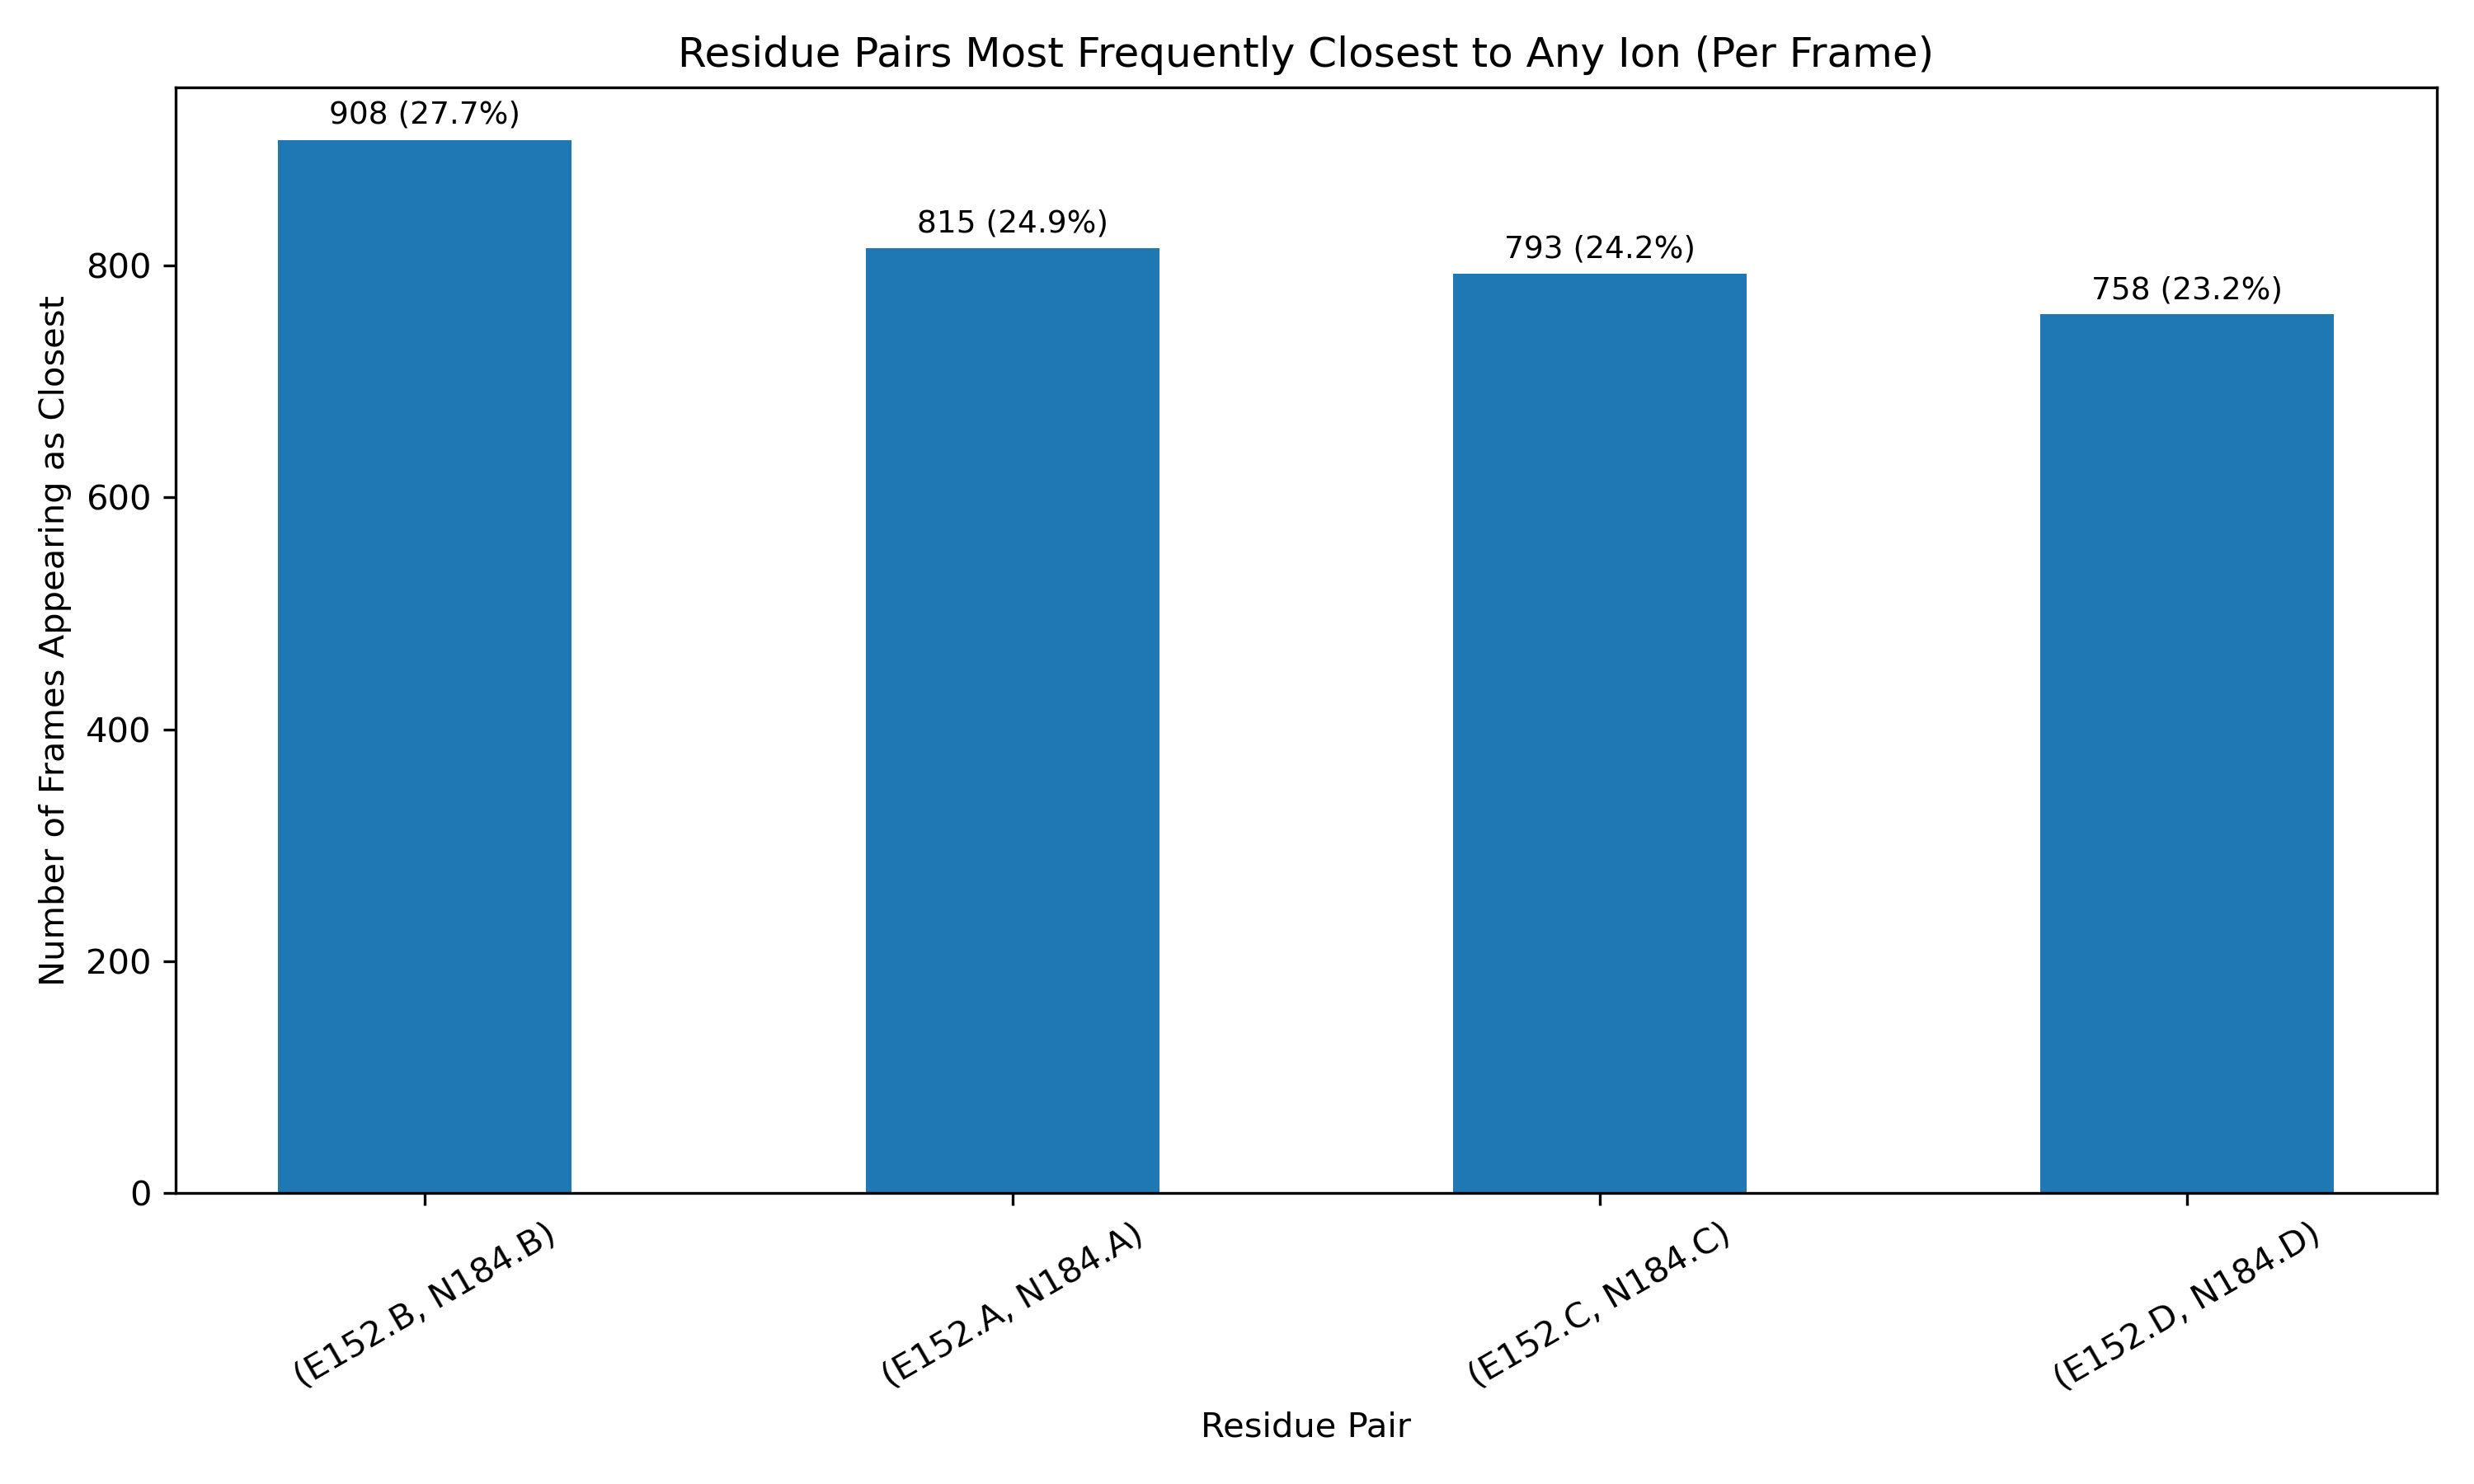 Residue Pairs Most Frequently Closest to Any Ion (Per Frame)
908 (27.7%)
815 (24.9%)
793 (24.2%)
758 (23.2%)
Number of Frames Appearing as Closest
800
600
400
200
0
(E152.B, N184.B)
(E152.A, N184.A)
(E152.C, N184.C)
(E152.D, N184.D)
Residue Pair